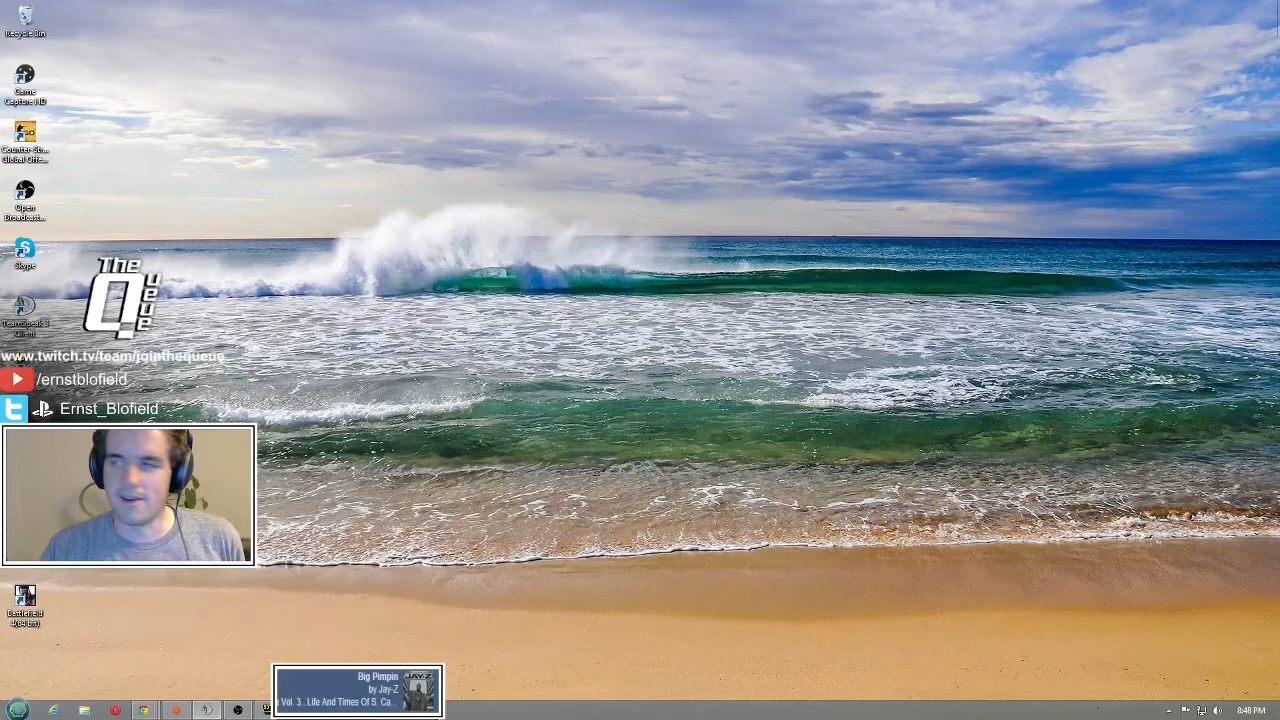 Recycle Bin
Game
Capture HD
Counter-Str...
Global Offe...
Open
Broadcast...
Skype
The
Queue
TeamSpeak 3
Client
www.twitch.tv/team/jointhequeue
/ernstblofield
Ernst_Blofield
Battlefield
4(64 bit)
Big Pimpin
by Jay-Z
Vol. 3...Life And Times Of S. Ca...
JAY-Z
8:48 PM